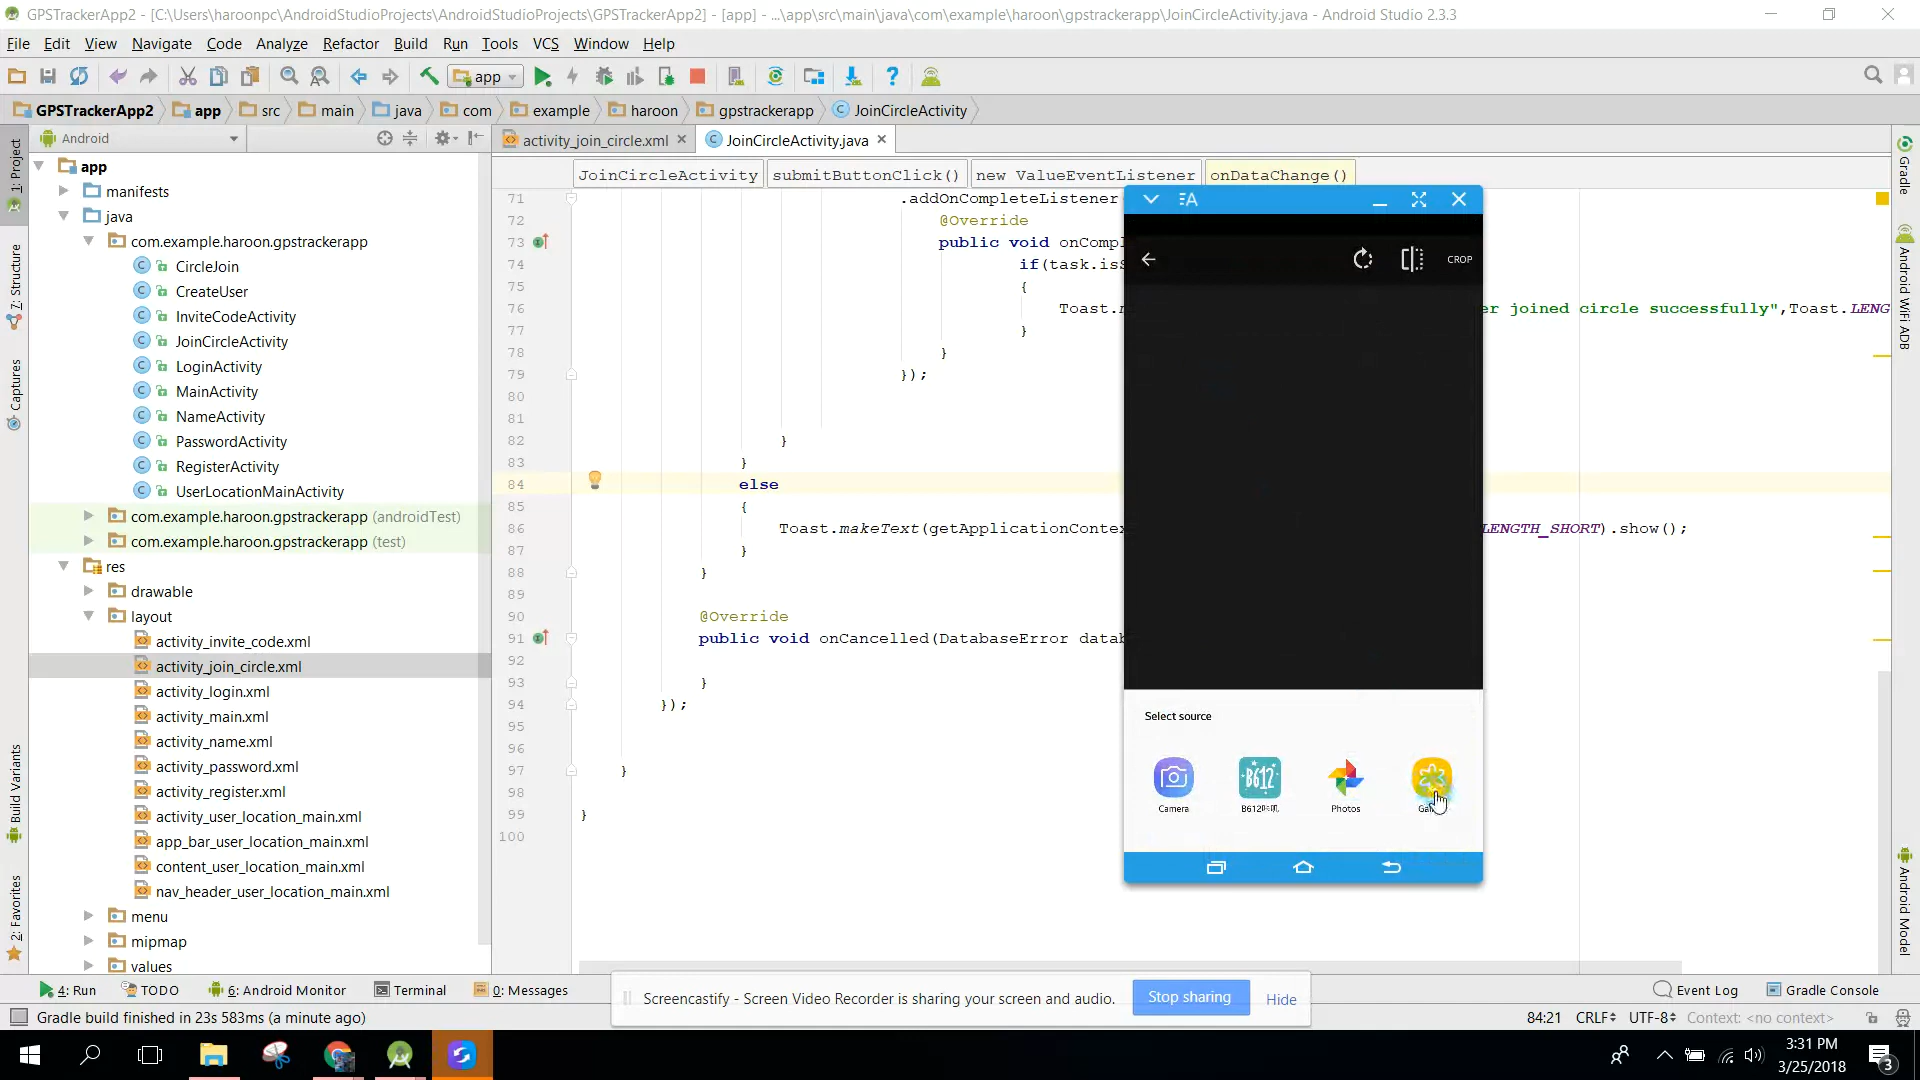 GPSTrackerApp2 - [C:\Users\haroonpc\AndroidStudioProjects\AndroidStudioProjects\GPSTrackerApp2] - [app] - ...\app\src\main\java\com\example\haroon\gpstrackerapp\JoinCircleActivity.java - Android Studio 2.3.3
File Edit View Navigate Code Analyze Refactor Build Run Tools VCS Window Help
app
GPSTrackerApp2 app src main java com example haroon gpstrackerapp JoinCircleActivity
Android
activity_join_circle.xml JoinCircleActivity.java
JoinCircleActivity submitButtonClick() new ValueEventListener onDataChange()
1: Project
7: Structure
Captures
Build Variants
2: Favorites
app
manifests
java
com.example.haroon.gpstrackerapp
CircleJoin
CreateUser
InviteCodeActivity
JoinCircleActivity
LoginActivity
MainActivity
NameActivity
PasswordActivity
RegisterActivity
UserLocationMainActivity
com.example.haroon.gpstrackerapp (androidTest)
com.example.haroon.gpstrackerapp (test)
res
drawable
layout
activity_invite_code.xml
activity_join_circle.xml
activity_login.xml
activity_main.xml
activity_name.xml
activity_password.xml
activity_register.xml
activity_user_location_main.xml
app_bar_user_location_main.xml
content_user_location_main.xml
nav_header_user_location_main.xml
menu
mipmap
values
71 .addOnCompleteListener
72 @Override
73 public void onComp
74 if(task.is
75 {
76 Toast. er joined circle successfully",Toast.LENG
77 }
78 }
79 });
80
81
82 }
83 }
84 else
85 {
86 Toast.makeText(getApplicationContex LENGTH_SHORT).show();
87 }
88 }
89
90 @Override
91 public void onCancelled(DatabaseError datab
92
93 }
94 });
95
96
97 }
98
99 }
100
CROP
Select source
Camera
Photos
B612
Gradle
Android WiFi ADB
Android Model
4: Run TODO 6: Android Monitor Terminal 0: Messages Event Log Gradle Console
Screencastify - Screen Video Recorder is sharing your screen and audio. Stop sharing Hide
Gradle build finished in 23s 583ms (a minute ago) 84:21 CRLF UTF-8 Context: <no context>
3:31 PM
3/25/2018
3